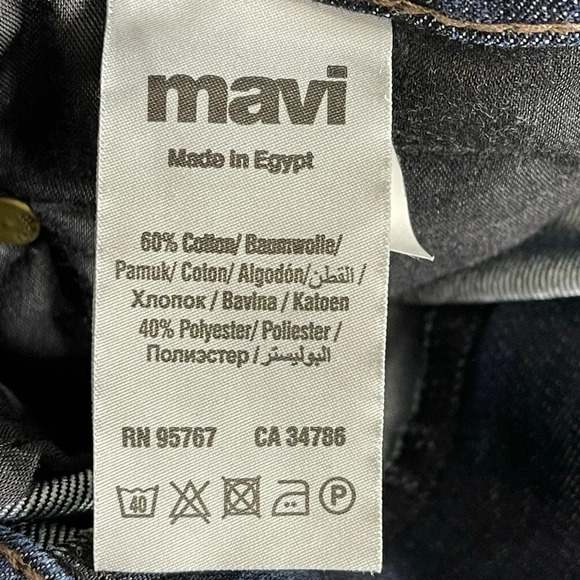 mavi
Made in Egypt
60% Cotton/ Baumwolle/
Pamuk/ Coton/ Algodón/القطن /
Хлопок / Bavlna / Katoen
40% Polyester/ Poliester /
Полиэстер / البوليستر/
RN 95767 CA 34786
40 P